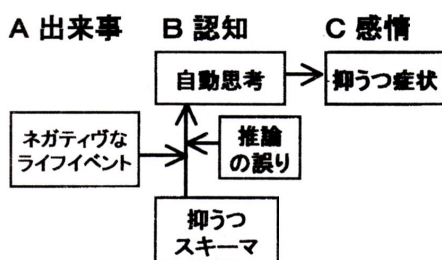 A 出来事 B 認知 C 感情
自動思考
抑うつ症状
ネガティヴな
ライフイベント
推論
の誤り
抑うつ
スキーマ